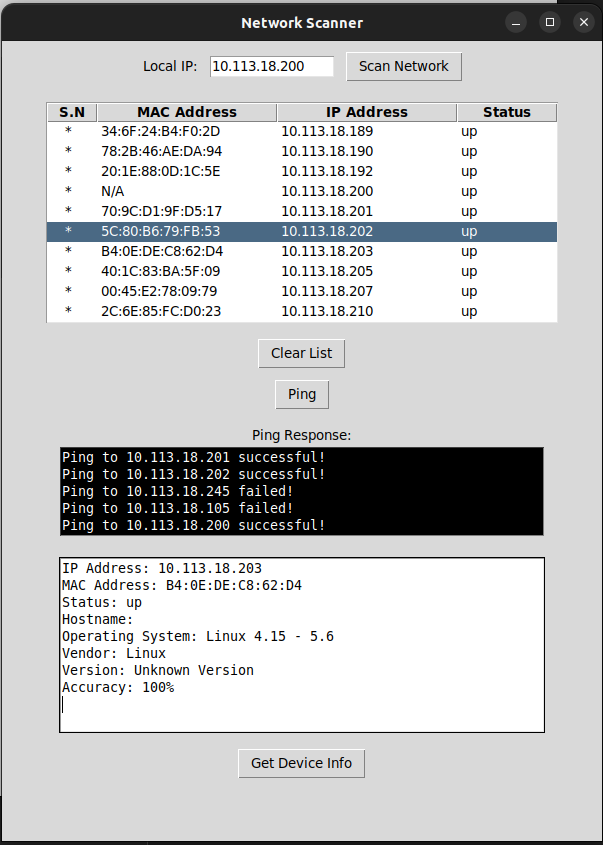 Network Scanner
Local IP: 10.113.18.200 Scan Network
S.N MAC Address IP Address Status
* 34:6F:24:B4:F0:2D 10.113.18.189 up
* 78:2B:46:AE:DA:94 10.113.18.190 up
* 20:1E:88:0D:1C:5E 10.113.18.192 up
* N/A 10.113.18.200 up
* 70:9C:D1:9F:D5:17 10.113.18.201 up
* 5C:80:B6:79:FB:53 10.113.18.202 up
* B4:0E:DE:C8:62:D4 10.113.18.203 up
* 40:1C:83:BA:5F:09 10.113.18.205 up
* 00:45:E2:78:09:79 10.113.18.207 up
* 2C:6E:85:FC:D0:23 10.113.18.210 up
Clear List
Ping
Ping Response:
Ping to 10.113.18.201 successful!
Ping to 10.113.18.202 successful!
Ping to 10.113.18.245 failed!
Ping to 10.113.18.105 failed!
Ping to 10.113.18.200 successful!
IP Address: 10.113.18.203
MAC Address: B4:0E:DE:C8:62:D4
Status: up
Hostname:
Operating System: Linux 4.15 - 5.6
Vendor: Linux
Version: Unknown Version
Accuracy: 100%
Get Device Info